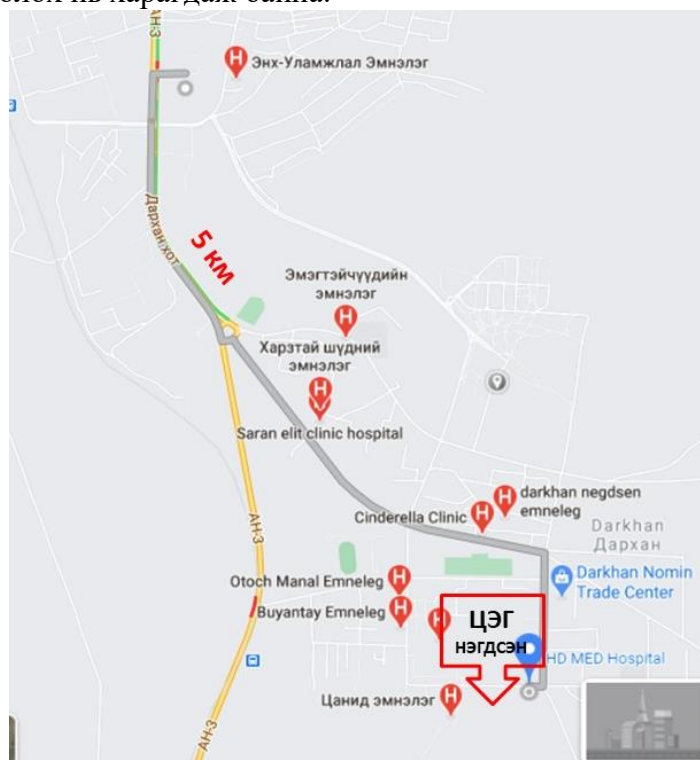 АН-3
Энх-Уламжлал Эмнэлэг
Дархан хот
5 км
Эмэгтэйчүүдийн
эмнэлэг
Харзтай шүдний
эмнэлэг
Saran elit clinic hospital
darkhan negdsen
emneleg
Cinderella Clinic
Darkhan
Дархан
АН-3
Otoch Manal Emneleg
Buyantay Emneleg
Darkhan Nomin
Trade Center
ЦЭГ
нэгдсэн
HD MED Hospital
Цанид эмнэлэг
АН-3